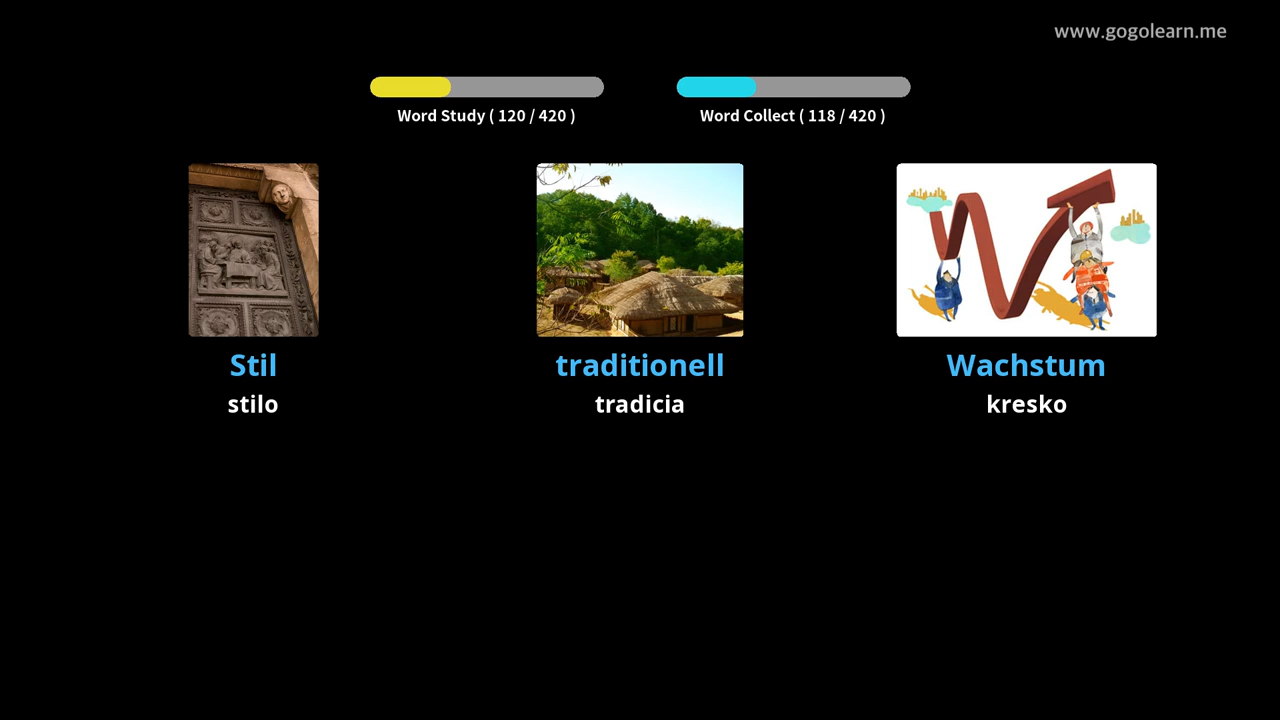 www.gogolearn.me
Word Study ( 120 / 420 )
Word Collect ( 118 / 420 )
Stil
stilo
traditionell
tradicia
Wachstum
kresko